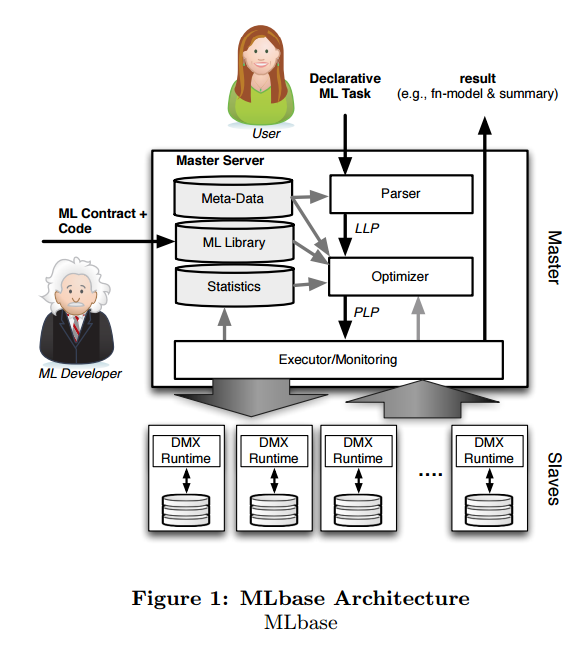 Declarative
ML Task
result
(e.g., fn-model & summary)
User
Master Server
Meta-Data
Parser
ML Contract +
Code
LLP
ML Library
Master
Statistics
Optimizer
PLP
ML Developer
Executor/Monitoring
DMX
Runtime
DMX
Runtime
DMX
Runtime
....
DMX
Runtime
Slaves
Figure 1: MLbase Architecture
MLbase